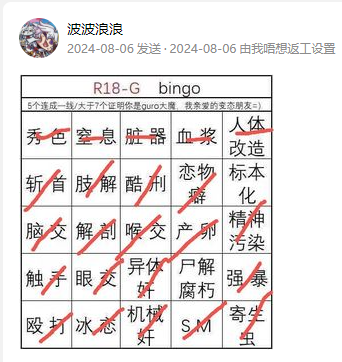 波波浪浪
2024-08-06 发送 · 2024-08-06 由我唔想返工设置
R18-G bingo
5个连成一线/大于7个证明你是guro大魔，我亲爱的变态朋友=)
秀色 窒息 脏器 血浆 人体改造
斩首 肢解 酷刑 恋物癖 标本化
脑交 解剖 喉交 产卵 精神污染
触手 眼交 异体奸 尸解腐朽 强暴
殴打 冰恋 机械奸 SM 寄生虫